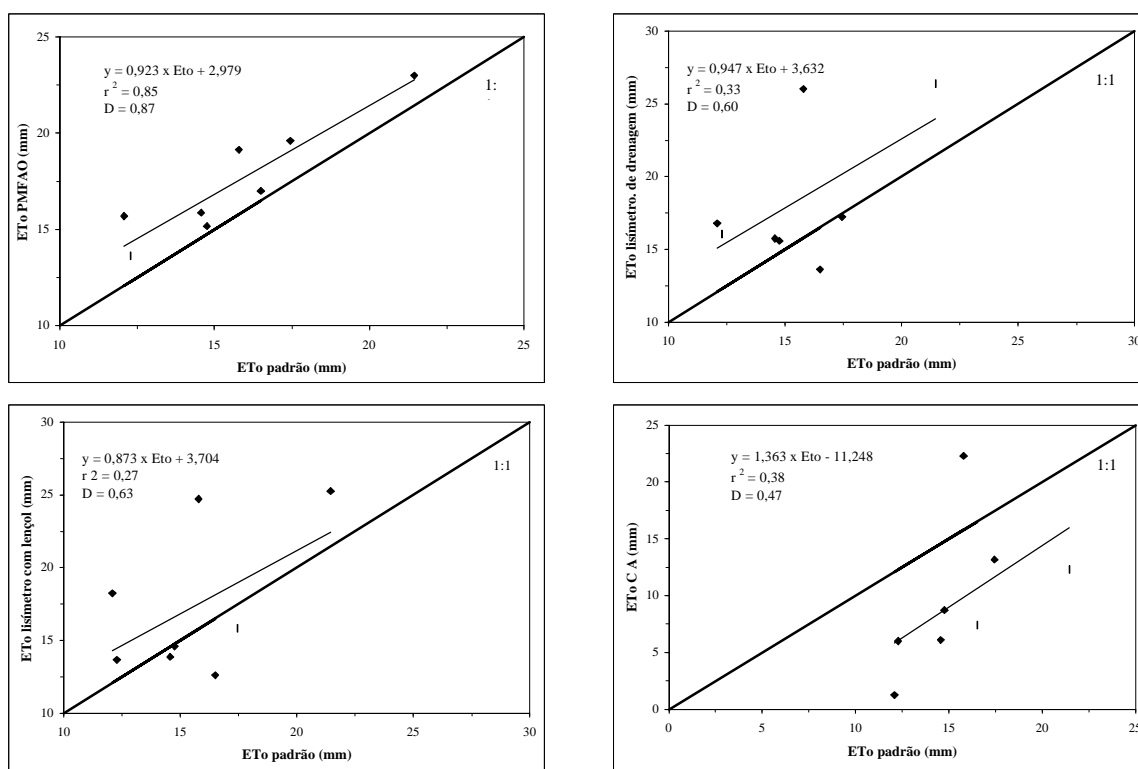 25
20
15
10
10
15
20
25
ETo PMFAO (mm)
ETo padrão (mm)
y = 0,923 x Eto + 2,979
r 2 = 0,85
D = 0,87
1:
30
25
20
15
10
10
15
20
25
30
ETo lisímetro. de drenagem (mm)
ETo padrão (mm)
y = 0,947 x Eto + 3,632
r 2 = 0,33
D = 0,60
1:1
30
25
20
15
10
10
15
20
25
30
ETo lisímetro com lençol (mm)
ETo padrão (mm)
y = 0,873 x Eto + 3,704
r 2 = 0,27
D = 0,63
1:1
25
20
15
10
5
0
0
5
10
15
20
25
ETo C A (mm)
ETo padrão (mm)
y = 1,363 x Eto - 11,248
r 2 = 0,38
D = 0,47
1:1